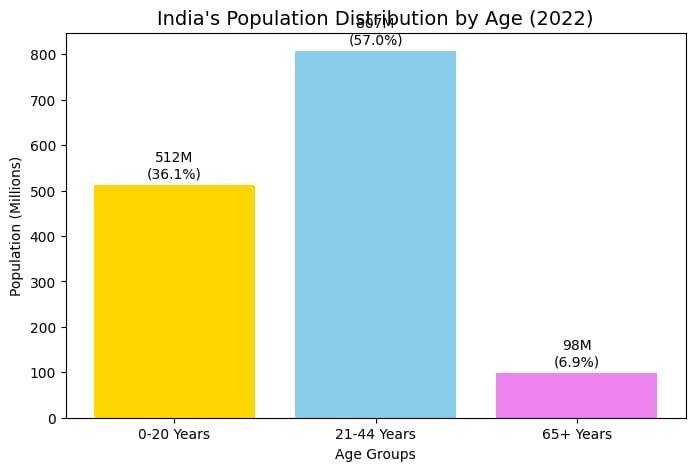 India's Population Distribution by Age (2022)
807M
(57.0%)
512M
(36.1%)
98M
(6.9%)
800
700
600
500
400
300
200
100
0
Population (Millions)
0-20 Years
21-44 Years
65+ Years
Age Groups